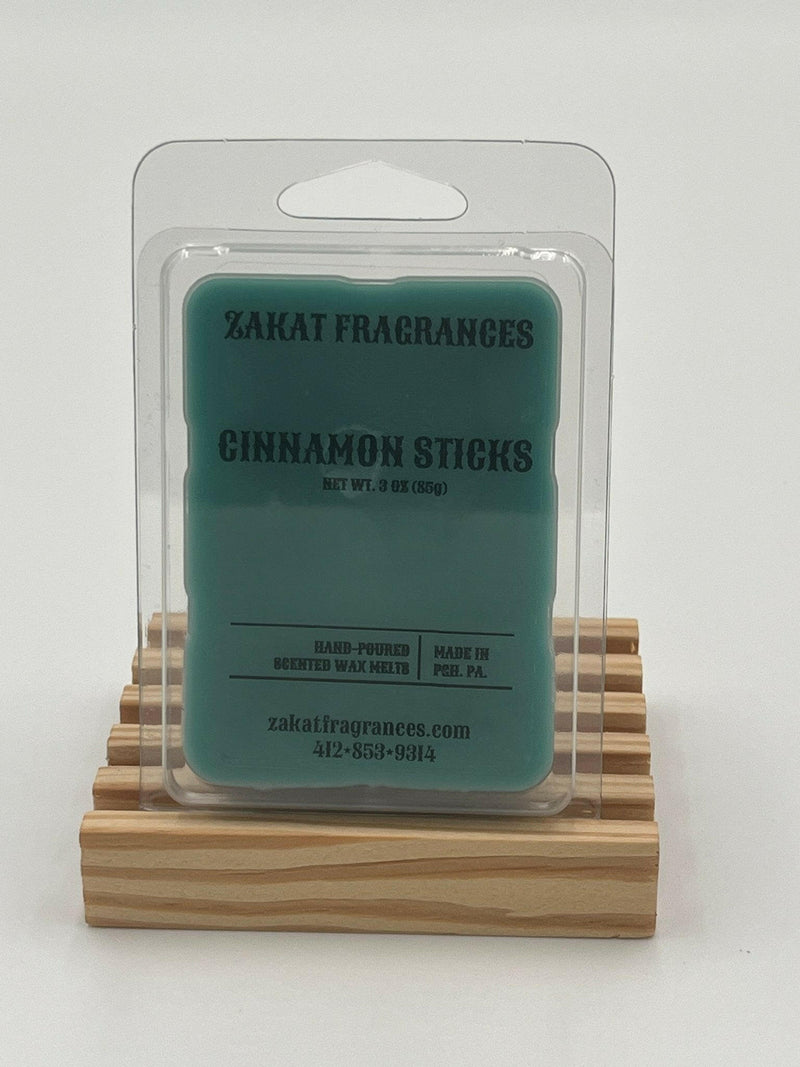 ZAKAT FRAGRANCES
CINNAMON STICKS
NET WT. 3 OZ (85g)
HAND-POURED
SCENTED WAX MELTS
MADE IN
PGH. PA.
zakatfragrances.com
412*853*9314